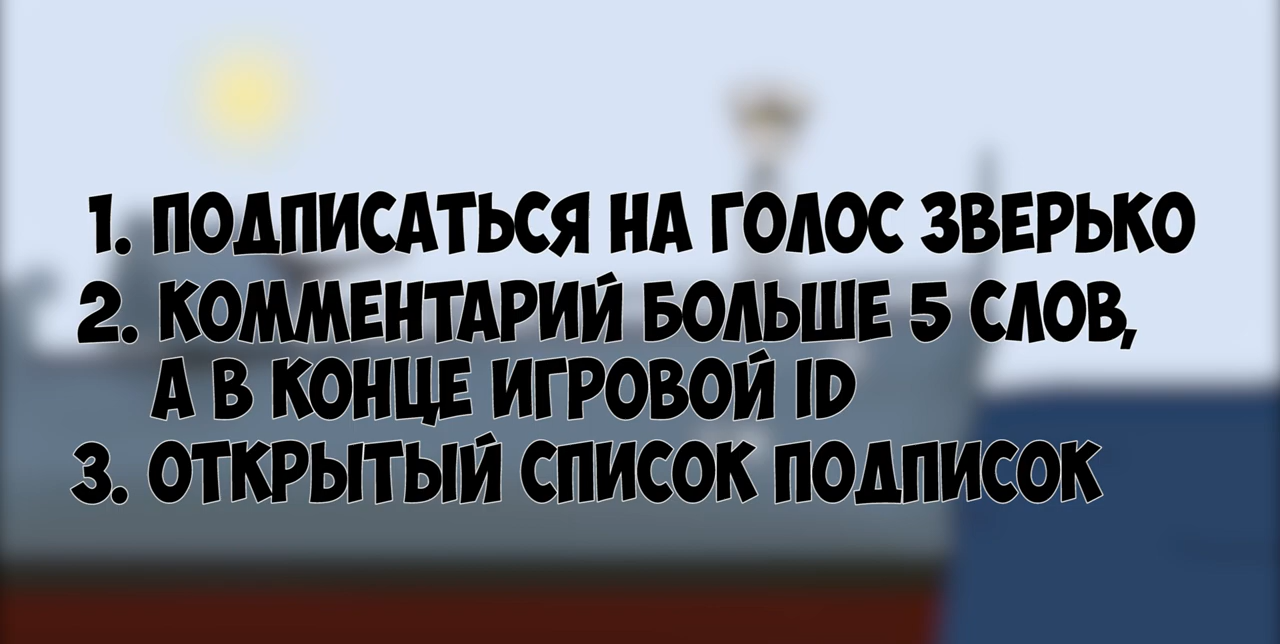 1. ПОДПИСАТЬСЯ НА ГОЛОС ЗВЕРЬКО
2. КОММЕНТАРИЙ БОЛЬШЕ 5 СЛОВ,
А В КОНЦЕ ИГРОВОЙ ID
3. ОТКРЫТЫЙ СПИСОК ПОДПИСОК